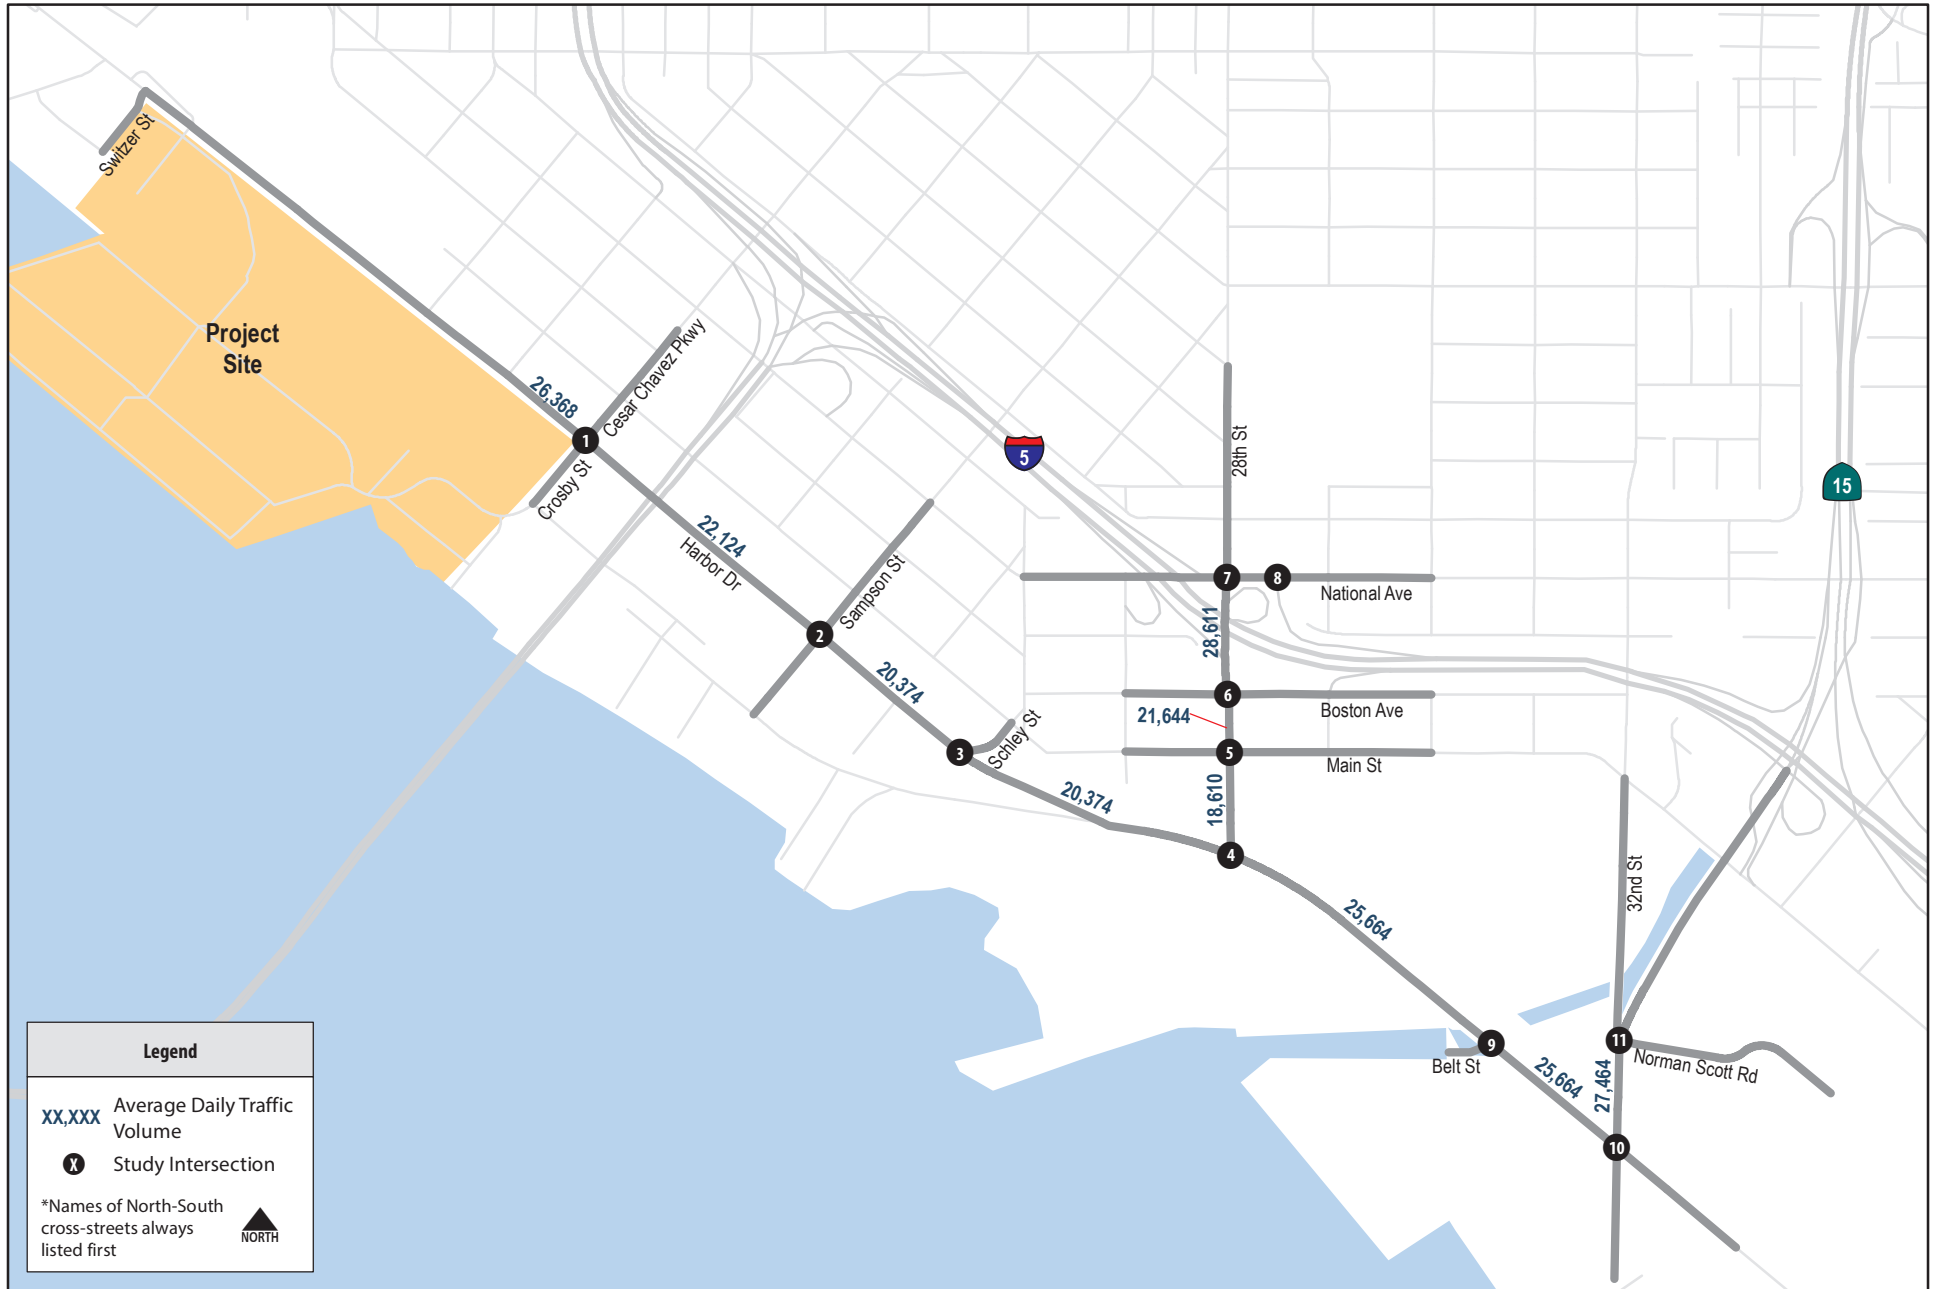 Switzer St
Project
Site
26,368
Cesar Chavez Pkwy
1
Crosby St
5
28th St
15
22,124
Harbor Dr
Sampson St
2
7
8
National Ave
28,611
20,374
6
Boston Ave
21,644
Schley St
3
5
Main St
20,374
18,610
4
32nd St
25,664
9
11
Belt St
Norman Scott Rd
25,664
27,464
10
Legend
XX,XXX
Average Daily Traffic
Volume
X
Study Intersection
*Names of North-South
cross-streets always
listed first
NORTH